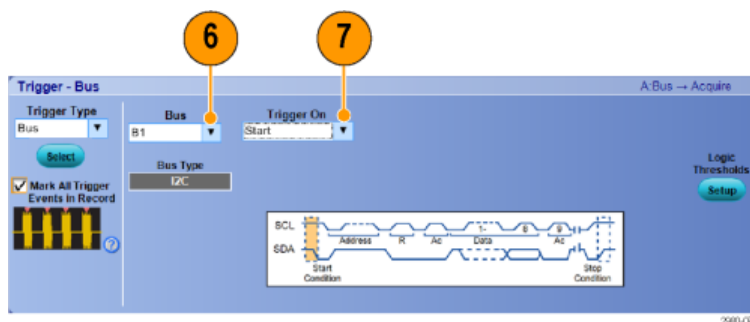 6 7
Trigger - Bus A:Bus → Acquire
Trigger Type
Bus
Select
Mark All Trigger
Events in Record
?
Bus
B1
Bus Type
I2C
Trigger On
Start
Logic
Thresholds
Setup
SCL
SDA
Address R Ac 1- Data 8 9 Ac
Start
Condition
Stop
Condition